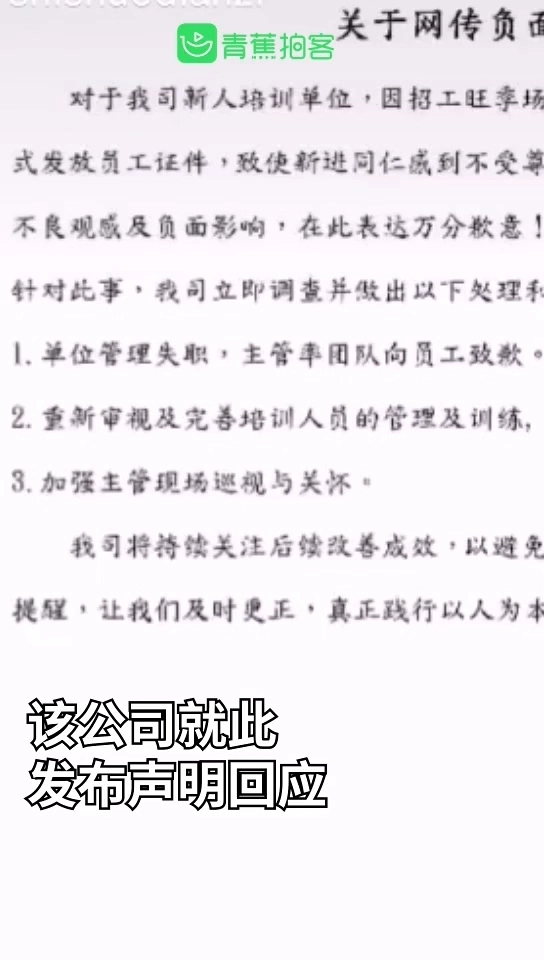 青蕉拍客
关于网传负面
对于我司新人培训单位，因招工旺季场
式发放员工证件，致使新进同仁感到不受尊
不良观感及负面影响，在此表达万分歉意！
针对此事，我司立即调查并做出以下处理和
1.单位管理失职，主管率团队向员工致歉。
2.重新审视及完善培训人员的管理及训练,
3.加强主管现场巡视与关怀。
我司将持续关注后续改善成效，以避免
提醒，让我们及时更正，真正践行以人为本
该公司就此
发布声明回应